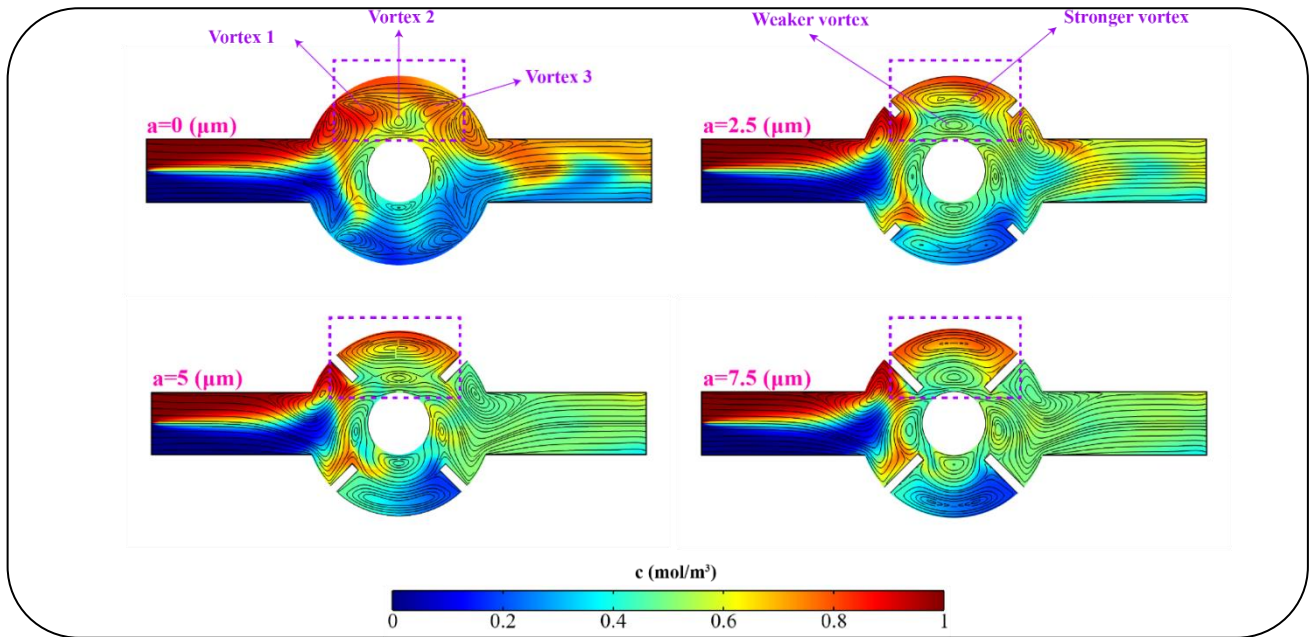 Vortex 2
Vortex 1
Vortex 3
a=0 (μm)
Weaker vortex
Stronger vortex
a=2.5 (μm)
a=5 (μm)
a=7.5 (μm)
c (mol/m³)
0 0.2 0.4 0.6 0.8 1